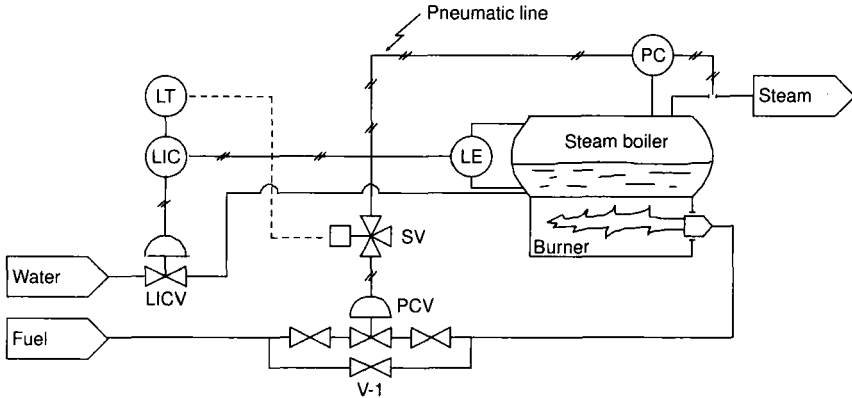 Pneumatic line
PC
LT
Steam
Steam boiler
LIC
LE
SV
Burner
Water
LICV
PCV
Fuel
V-1